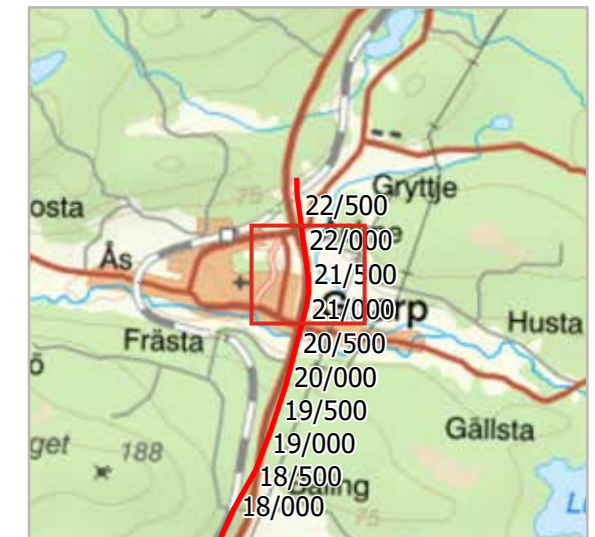 75
Gryttje
osta
22/500
22/000
Ås
21/500
21/000
rp
Husta
Frästa
20/500
ö
20/000
19/500
Gällsta
get
188
19/000
18/500
ing
18/000
75
L